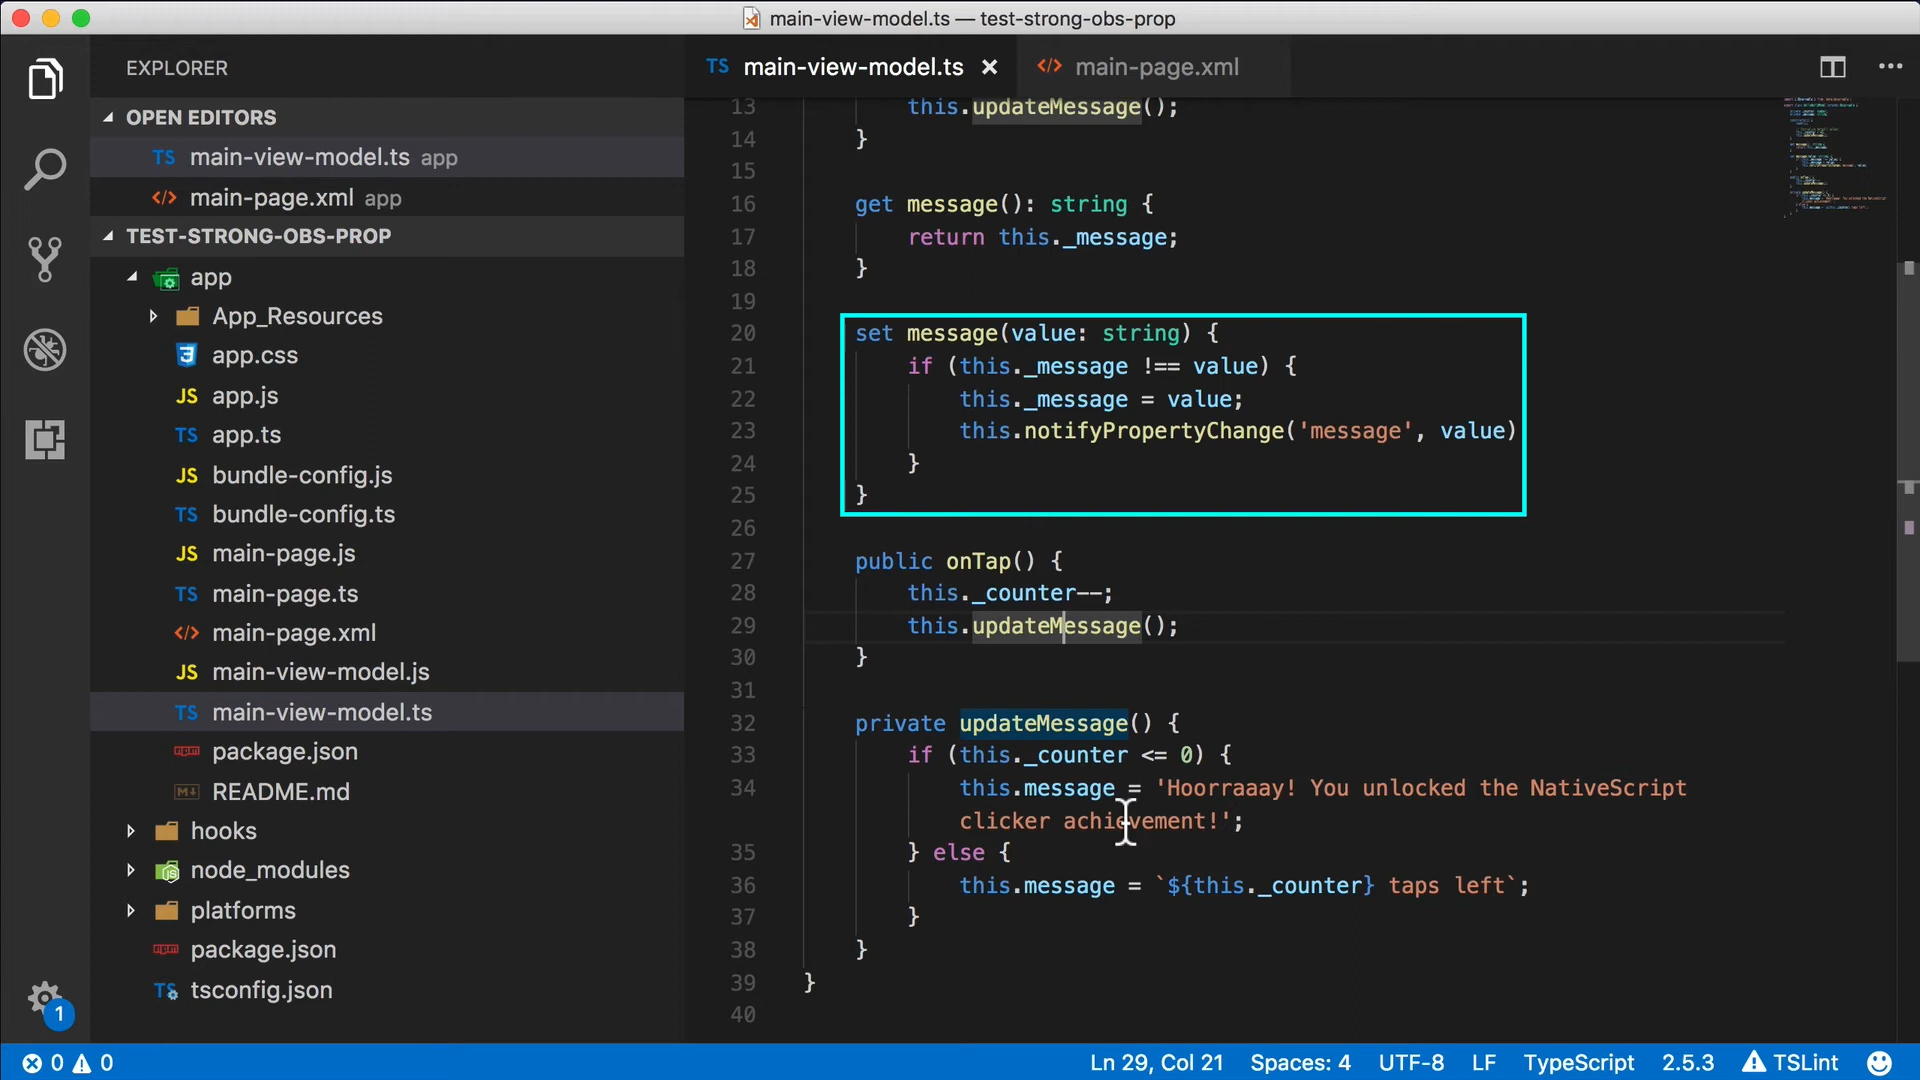 main-view-model.ts — test-strong-obs-prop
EXPLORER
OPEN EDITORS
TS main-view-model.ts app
</> main-page.xml app
TEST-STRONG-OBS-PROP
app
App_Resources
app.css
JS app.js
TS app.ts
JS bundle-config.js
TS bundle-config.ts
JS main-page.js
TS main-page.ts
</> main-page.xml
JS main-view-model.js
TS main-view-model.ts
package.json
M↓ README.md
hooks
node_modules
platforms
package.json
TS tsconfig.json
1
TS main-view-model.ts ×
</> main-page.xml
13 this.updateMessage();
14 }
15
16 get message(): string {
17 return this._message;
18 }
19
20 set message(value: string) {
21 if (this._message !== value) {
22 this._message = value;
23 this.notifyPropertyChange('message', value)
24 }
25 }
26
27 public onTap() {
28 this._counter--;
29 this.updateMessage();
30 }
31
32 private updateMessage() {
33 if (this._counter <= 0) {
34 this.message = 'Hoorraaay! You unlocked the NativeScript
clicker achievement!';
35 } else {
36 this.message = `${this._counter} taps left`;
37 }
38 }
39 }
40
0 0
Ln 29, Col 21 Spaces: 4 UTF-8 LF TypeScript 2.5.3 TSLint